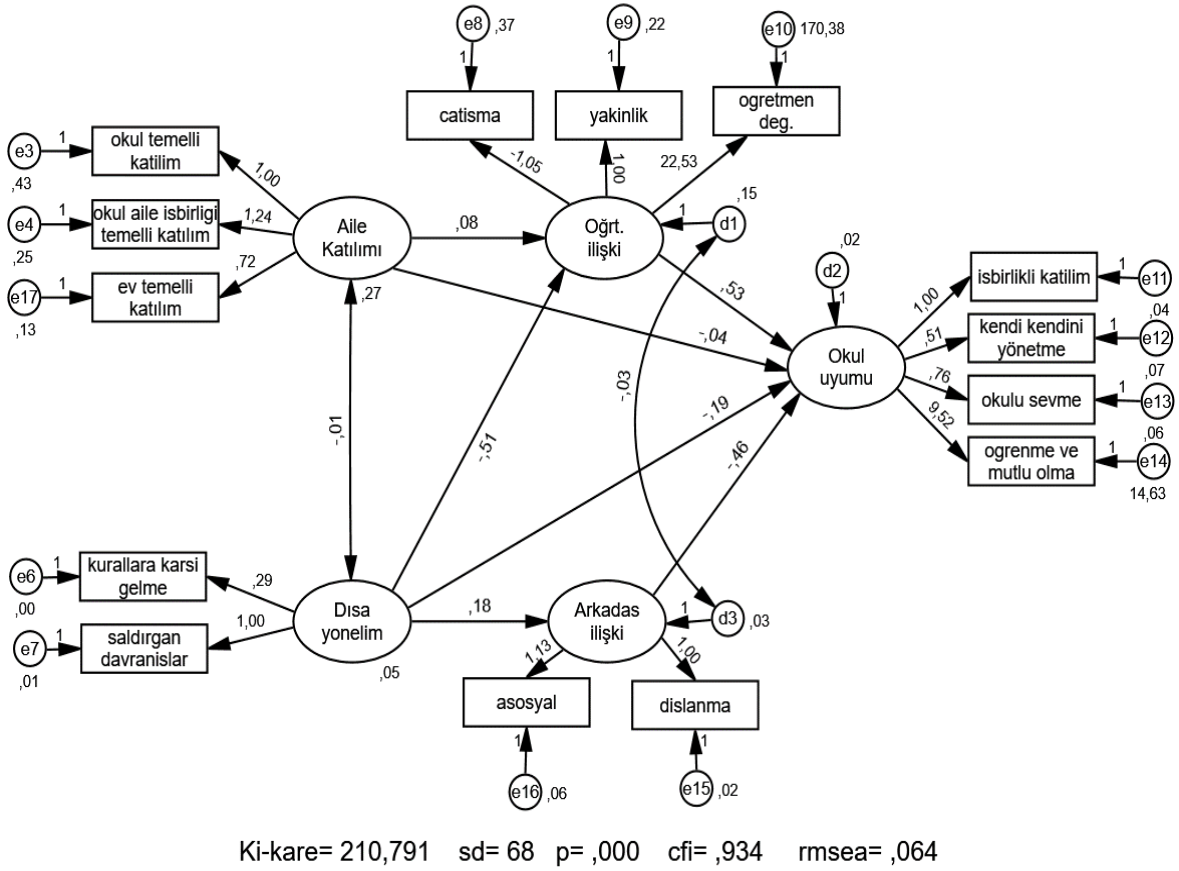 e8
,37
e9
,22
e10
170,38
1
1
1
catisma
yakinlik
ogretmen
deg.
e3
,43
1
okul temelli
katilim
1,00
e4
,25
1
okul aile isbirligi
temelli katılım
1,24
e17
,13
1
ev temelli
katılım
,72
Aile
Katılımı
,27
,08
-1,05
1,00
22,53
Oğrt.
ilişki
1
d1
,15
,53
-,04
-,03
d2
,02
1
Okul
uyumu
1,00
isbirlikli katilim
1
e11
,04
,51
kendi kendini
yönetme
1
e12
,07
,76
okulu sevme
1
e13
,06
9,52
ogrenme ve
mutlu olma
1
e14
14,63
-,01
-,51
-,19
-,46
e6
,00
1
kurallara karsi
gelme
,29
e7
,01
1
saldırgan
davranislar
1,00
Dısa
yonelim
,05
,18
Arkadas
ilişki
1
d3
,03
1,13
1,00
asosyal
dislanma
1
1
e16
,06
e15
,02
Ki-kare= 210,791 sd= 68 p= ,000 cfi= ,934 rmsea= ,064